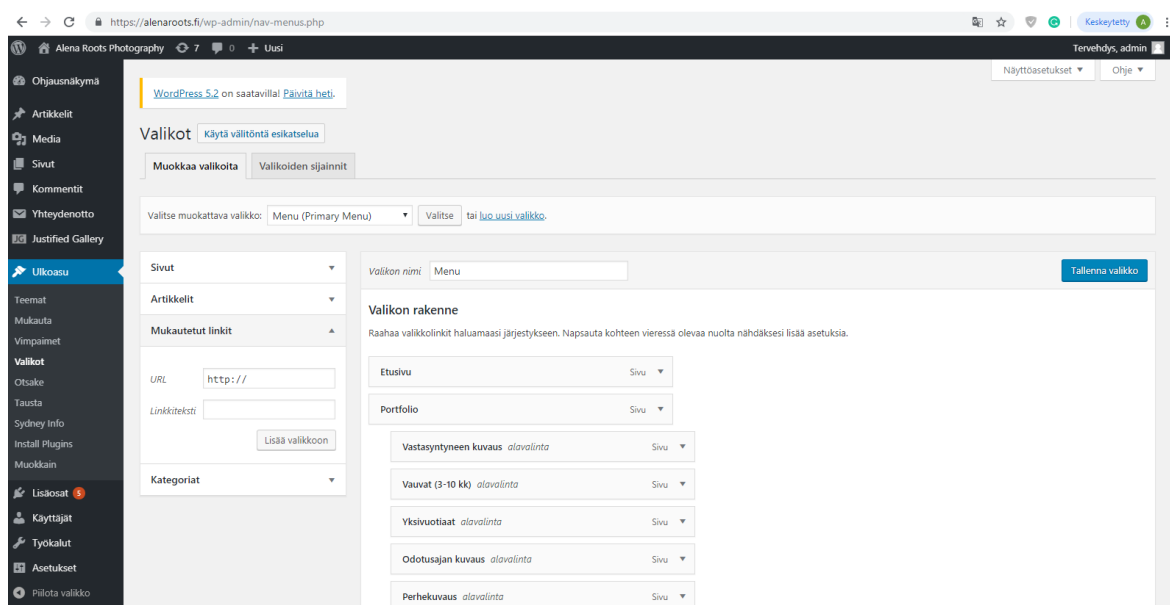 https://alenaroots.fi/wp-admin/nav-menus.php
Keskeytetty A
Alena Roots Photography 7 0 + Uusi
Tervehdys, admin
Näyttöasetukset ▼ Ohje ▼
Ohjausnäkymä
Artikkelit
Media
Sivut
Kommentit
Yhteydenotto
JG Justified Gallery
Ulkoasu
Teemat
Mukauta
Vimpaimet
Valikot
Otsake
Tausta
Sydney Info
Install Plugins
Muokkain
Lisäosat 5
Käyttäjät
Työkalut
Asetukset
Piilota valikko
WordPress 5.2 on saatavilla! Päivitä heti.
Valikot Käytä välitöntä esikatselua
Muokkaa valikoita Valikoiden sijainnit
Valitse muokattava valikko: Menu (Primary Menu) ▼ Valitse tai luo uusi valikko.
Sivut ▼
Artikkelit ▼
Mukautetut linkit ▲
URL http://
Linkkiteksti
Lisää valikkoon
Kategoriat ▼
Valikon nimi Menu
Tallenna valikko
Valikon rakenne
Raahaa valikkolinkit haluamaasi järjestykseen. Napsauta kohteen vieressä olevaa nuolta nähdäksesi lisää asetuksia.
Etusivu Sivu ▼
Portfolio Sivu ▼
Vastasyntyneen kuvaus alavalinta Sivu ▼
Vauvat (3-10 kk) alavalinta Sivu ▼
Yksivuotiaat alavalinta Sivu ▼
Odotusajan kuvaus alavalinta Sivu ▼
Perhekuvaus alavalinta Sivu ▼